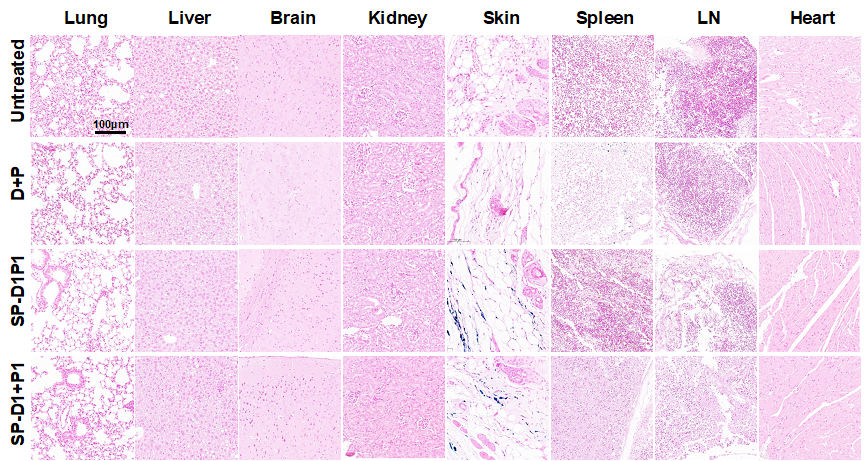 Lung Liver Brain Kidney Skin Spleen LN Heart
Untreated
100μm
D+P
SP-D1P1
SP-D1+P1